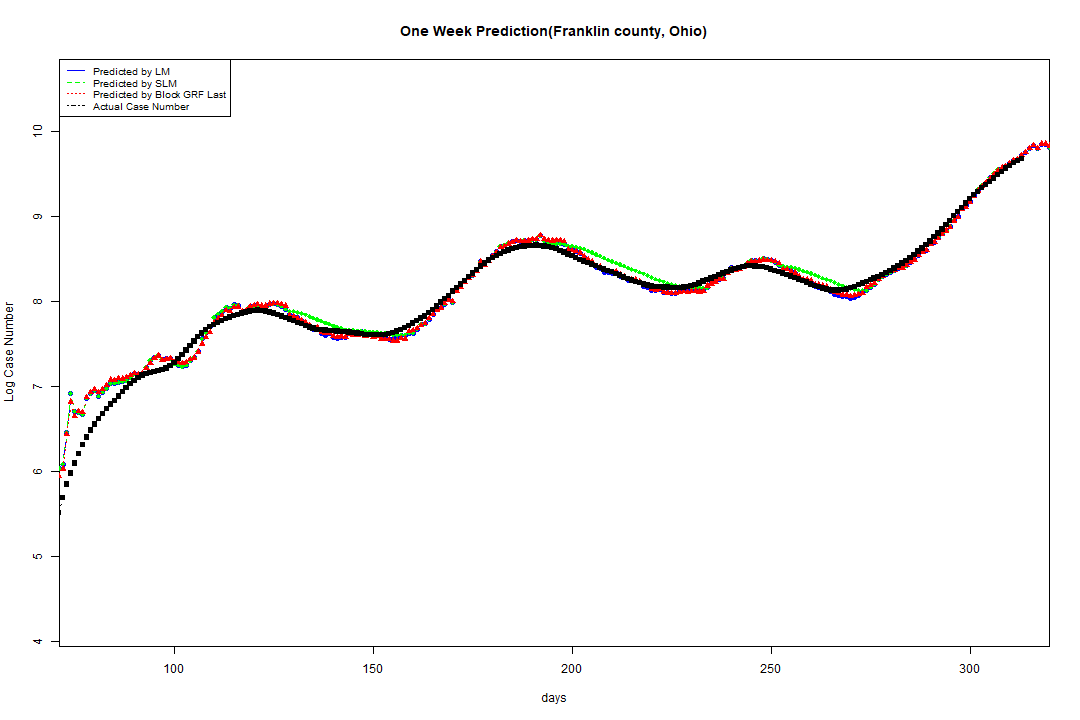 One Week Prediction(Franklin county, Ohio)
Predicted by LM
Predicted by SLM
Predicted by Block GRF Last
Actual Case Number
10
9
8
7
6
5
4
Log Case Number
100 150 200 250 300
days